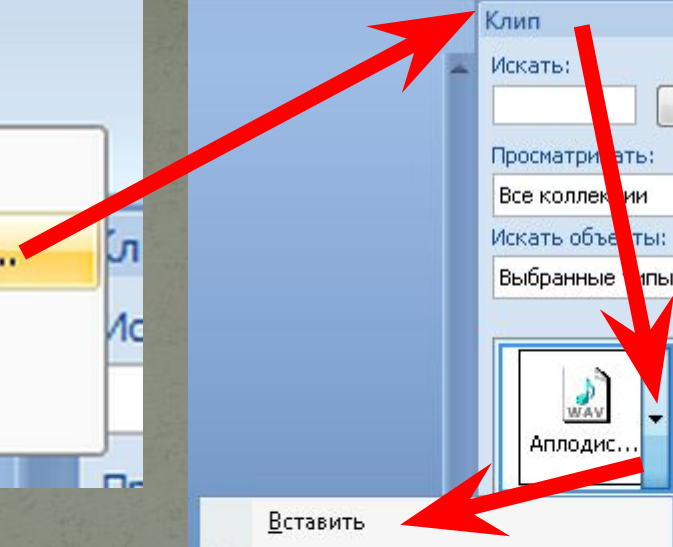 Клип
Искать:
Просматривать:
Все коллекции
Искать объекты:
Выбранные типы
WAV
Аплодис...
Вставить